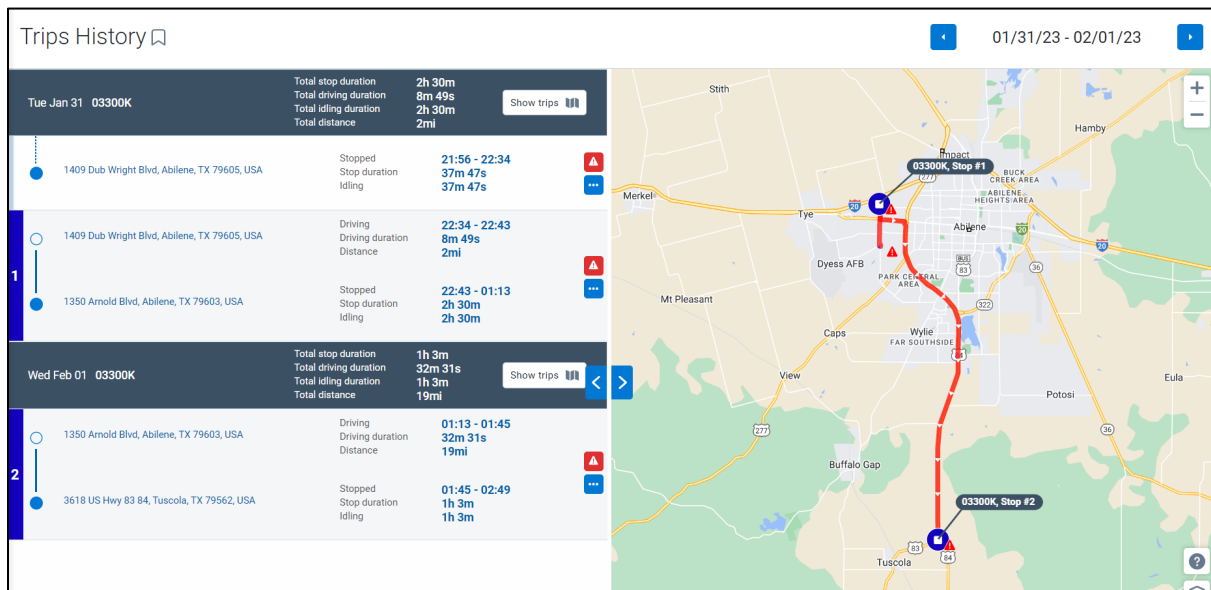 Trips History
01/31/23 - 02/01/23
Tue Jan 31 03300K
Total stop duration 2h 30m
Total driving duration 8m 49s
Total idling duration 2h 30m
Total distance 2mi
Show trips
1409 Dub Wright Blvd, Abilene, TX 79605, USA
Stopped 21:56 - 22:34
Stop duration 37m 47s
Idling 37m 47s
1
1409 Dub Wright Blvd, Abilene, TX 79605, USA
Driving 22:34 - 22:43
Driving duration 8m 49s
Distance 2mi
1350 Arnold Blvd, Abilene, TX 79603, USA
Stopped 22:43 - 01:13
Stop duration 2h 30m
Idling 2h 30m
Wed Feb 01 03300K
Total stop duration 1h 3m
Total driving duration 32m 31s
Total idling duration 1h 3m
Total distance 19mi
Show trips
2
1350 Arnold Blvd, Abilene, TX 79603, USA
Driving 01:13 - 01:45
Driving duration 32m 31s
Distance 19mi
3618 US Hwy 83 84, Tuscola, TX 79562, USA
Stopped 01:45 - 02:49
Stop duration 1h 3m
Idling 1h 3m
Stith
+
−
Hamby
Impact
03300K, Stop #1
277
BUCK
CREEK AREA
ABILENE
HEIGHTS AREA
Merkel
20
Tye
Abilene
20
20
Dyess AFB
BUS
83
36
PARK CENTRAL
AREA
Mt Pleasant
322
Caps
Wylie
FAR SOUTHSIDE
84
View
Eula
Potosi
277
36
Buffalo Gap
03300K, Stop #2
83
84
Tuscola
?